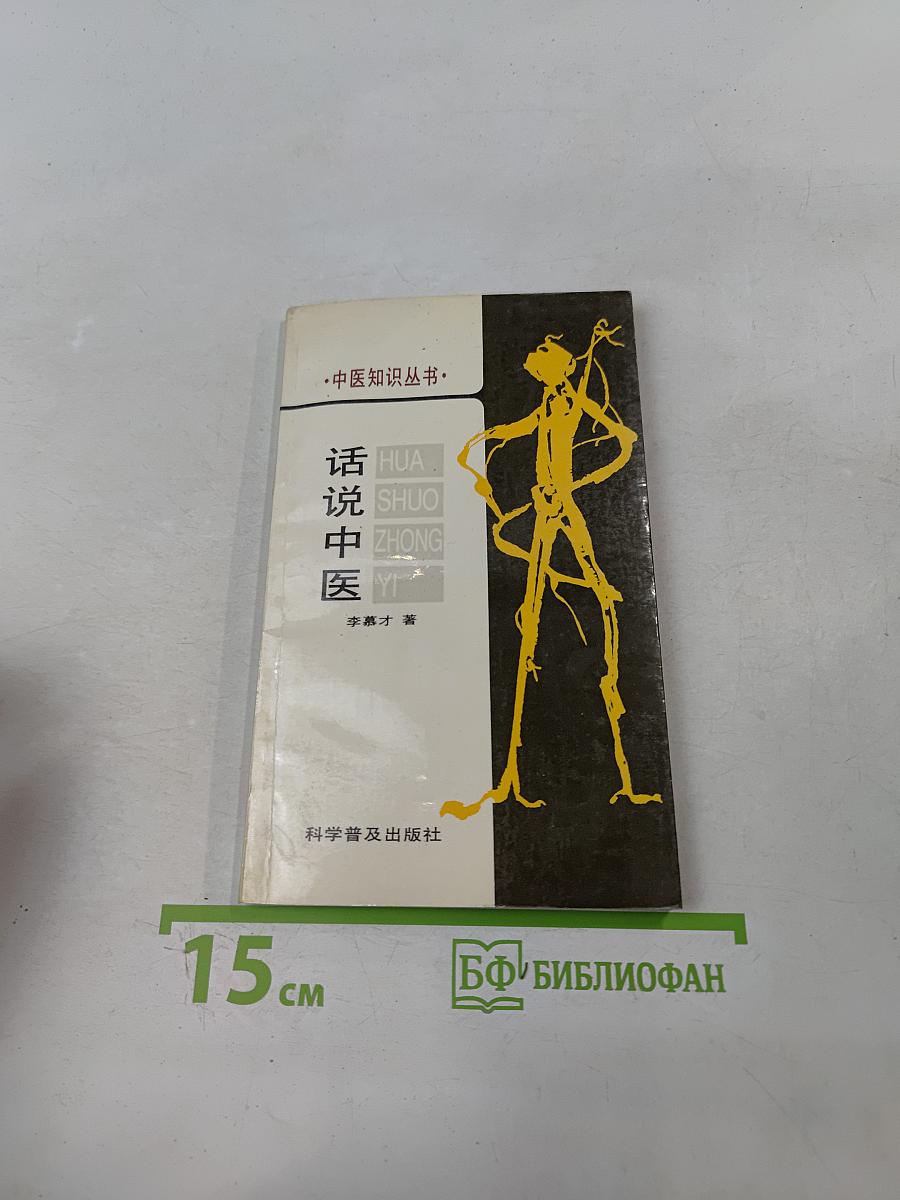 ·中医知识丛书·
话说中医
HUA
SHUO
ZHONG
YI
李慕才 著
科学普及出版社
15 см
БФ БИБЛИОФАН